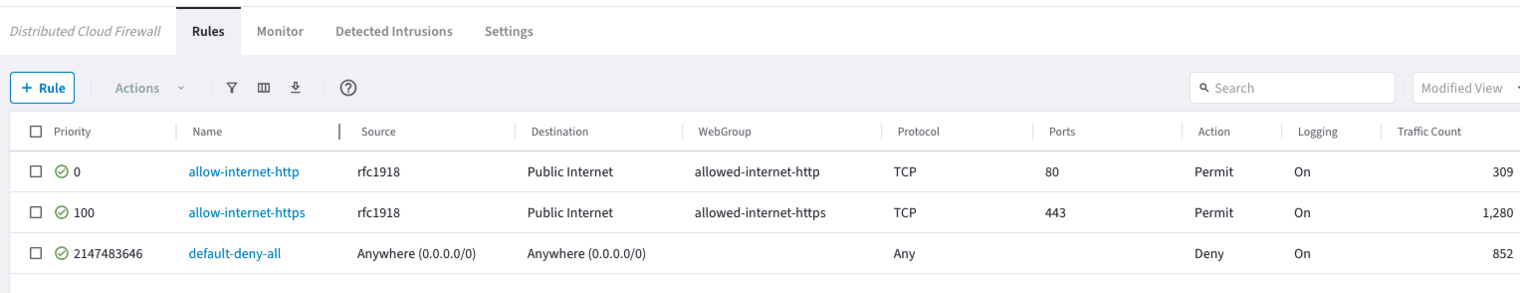 Distributed Cloud Firewall Rules Monitor Detected Intrusions Settings
+ Rule Actions ? Search Modified View
Priority Name Source Destination WebGroup Protocol Ports Action Logging Traffic Count
0 allow-internet-http rfc1918 Public Internet allowed-internet-http TCP 80 Permit On 309
100 allow-internet-https rfc1918 Public Internet allowed-internet-https TCP 443 Permit On 1,280
2147483646 default-deny-all Anywhere (0.0.0.0/0) Anywhere (0.0.0.0/0) Any Deny On 852